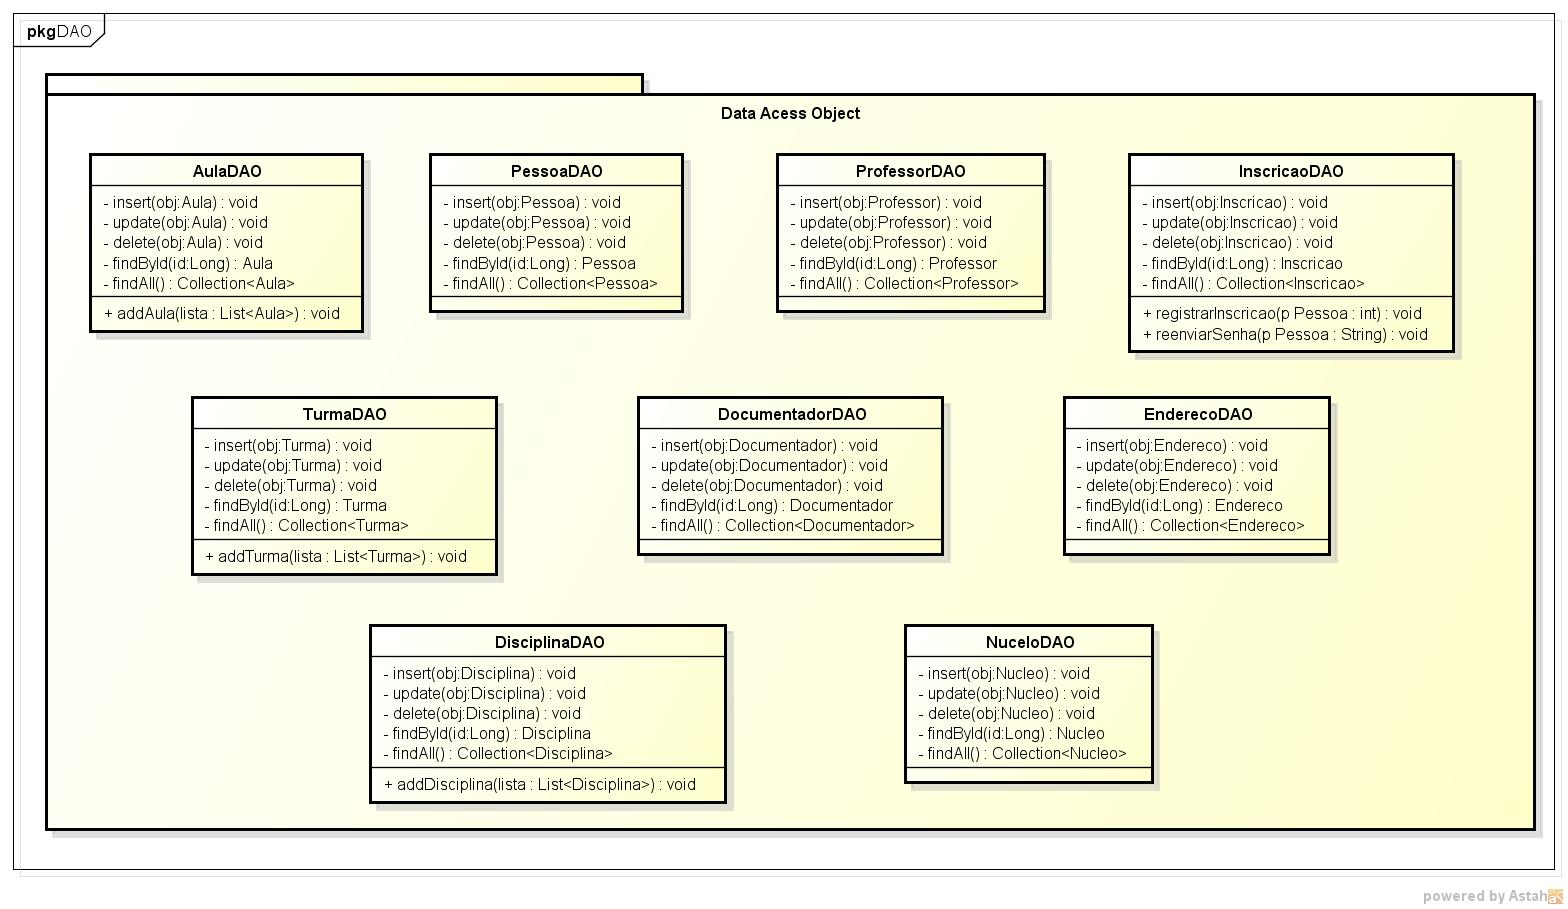 pkgDAO
Data Acess Object
AulaDAO
- insert(obj:Aula) : void
- update(obj:Aula) : void
- delete(obj:Aula) : void
- findById(id:Long) : Aula
- findAll() : Collection<Aula>
+ addAula(lista : List<Aula>) : void
PessoaDAO
- insert(obj:Pessoa) : void
- update(obj:Pessoa) : void
- delete(obj:Pessoa) : void
- findById(id:Long) : Pessoa
- findAll() : Collection<Pessoa>
ProfessorDAO
- insert(obj:Professor) : void
- update(obj:Professor) : void
- delete(obj:Professor) : void
- findById(id:Long) : Professor
- findAll() : Collection<Professor>
InscricaoDAO
- insert(obj:Inscricao) : void
- update(obj:Inscricao) : void
- delete(obj:Inscricao) : void
- findById(id:Long) : Inscricao
- findAll() : Collection<Inscricao>
+ registrarInscricao(p Pessoa : int) : void
+ reenviarSenha(p Pessoa : String) : void
TurmaDAO
- insert(obj:Turma) : void
- update(obj:Turma) : void
- delete(obj:Turma) : void
- findById(id:Long) : Turma
- findAll() : Collection<Turma>
+ addTurma(lista : List<Turma>) : void
DocumentadorDAO
- insert(obj:Documentador) : void
- update(obj:Documentador) : void
- delete(obj:Documentador) : void
- findById(id:Long) : Documentador
- findAll() : Collection<Documentador>
EnderecoDAO
- insert(obj:Endereco) : void
- update(obj:Endereco) : void
- delete(obj:Endereco) : void
- findById(id:Long) : Endereco
- findAll() : Collection<Endereco>
DisciplinaDAO
- insert(obj:Disciplina) : void
- update(obj:Disciplina) : void
- delete(obj:Disciplina) : void
- findById(id:Long) : Disciplina
- findAll() : Collection<Disciplina>
+ addDisciplina(lista : List<Disciplina>) : void
NuceloDAO
- insert(obj:Nucleo) : void
- update(obj:Nucleo) : void
- delete(obj:Nucleo) : void
- findById(id:Long) : Nucleo
- findAll() : Collection<Nucleo>
powered by Astah